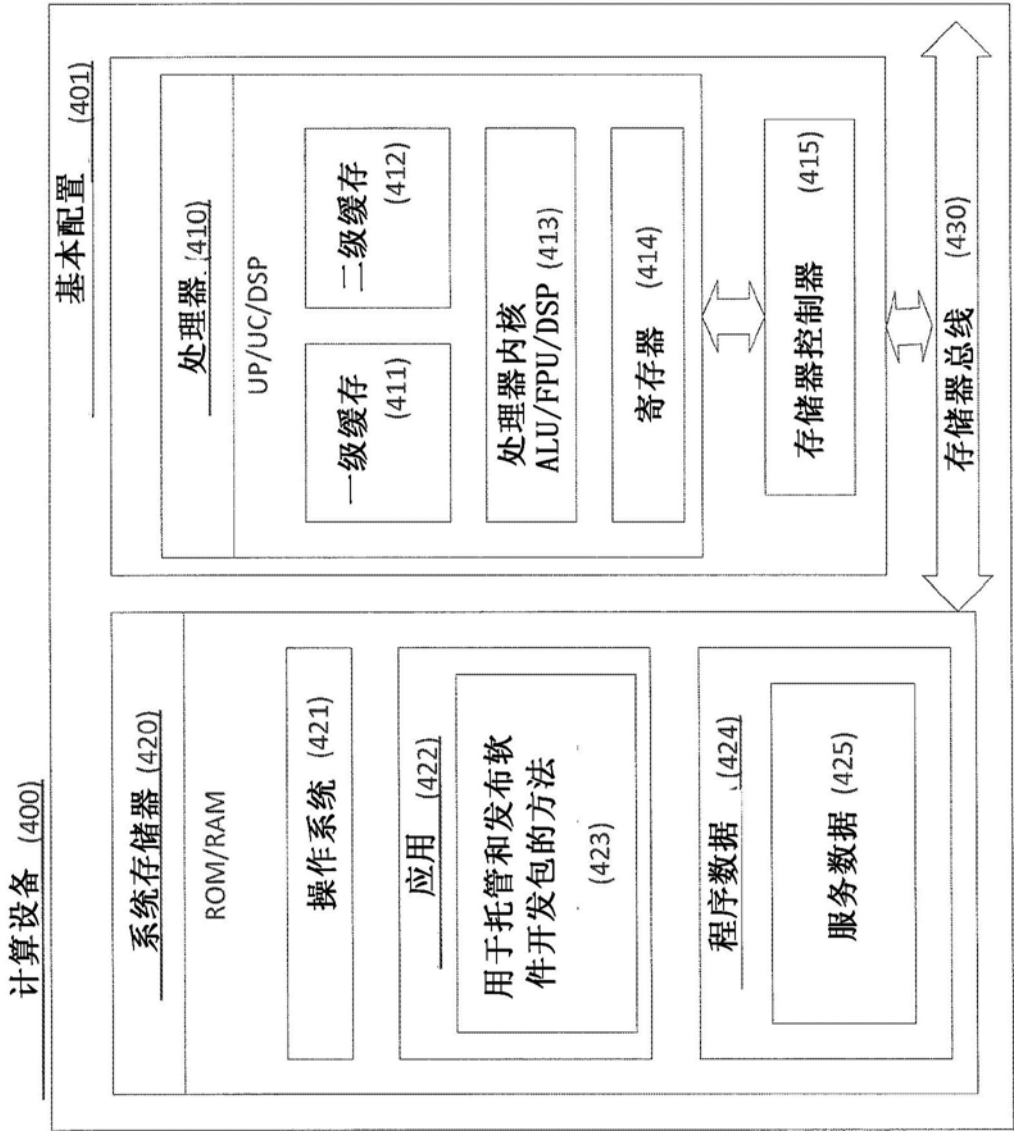 计算设备 (400)
基本配置 (401)
系统存储器 (420)
ROM/RAM
操作系统 (421)
应用 (422)
用于托管和发布软
件开发包的方法
(423)
程序数据 (424)
服务数据 (425)
处理器 (410)
UP/UC/DSP
一级缓存
(411)
二级缓存
(412)
处理器内核
ALU/FPU/DSP (413)
寄存器 (414)
存储器控制器 (415)
存储器总线 (430)